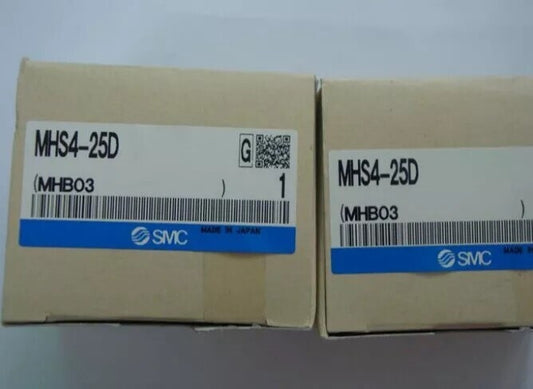 MHS4-25D G
(MHB03 ) 1
SMC MADE IN JAPAN
MHS4-25D
(MHB03 )
SMC MADE IN